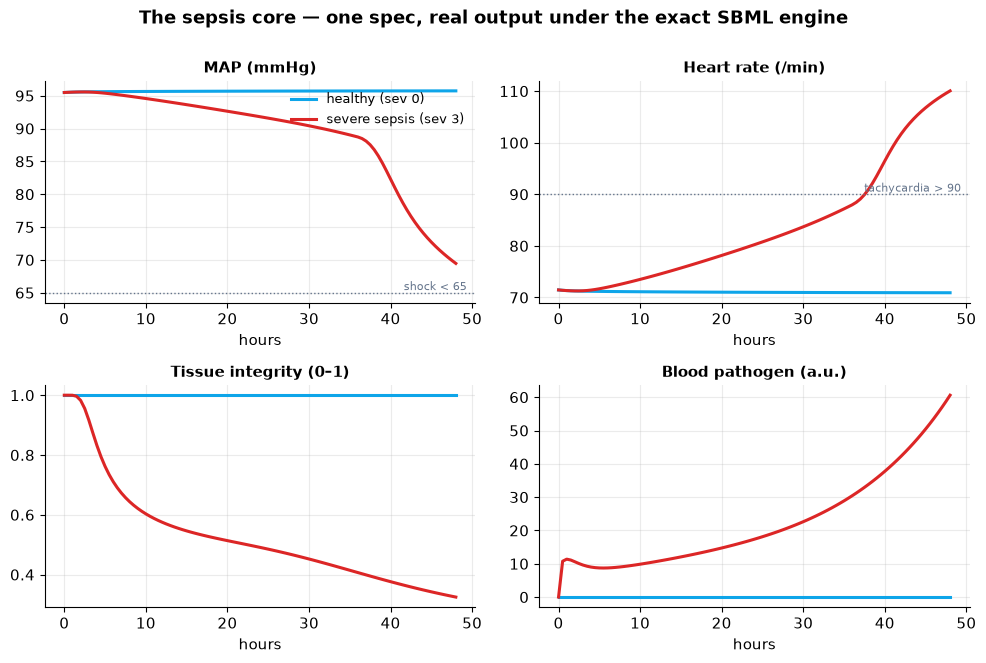 The sepsis core — one spec, real output under the exact SBML engine
MAP (mmHg)
95
90
85
80
75
70
65
healthy (sev 0)
severe sepsis (sev 3)
shock < 65
0 10 20 30 40 50
hours
Heart rate (/min)
110
100
90
80
70
tachycardia > 90
0 10 20 30 40 50
hours
Tissue integrity (0–1)
1.0
0.8
0.6
0.4
0 10 20 30 40 50
hours
Blood pathogen (a.u.)
60
50
40
30
20
10
0
0 10 20 30 40 50
hours